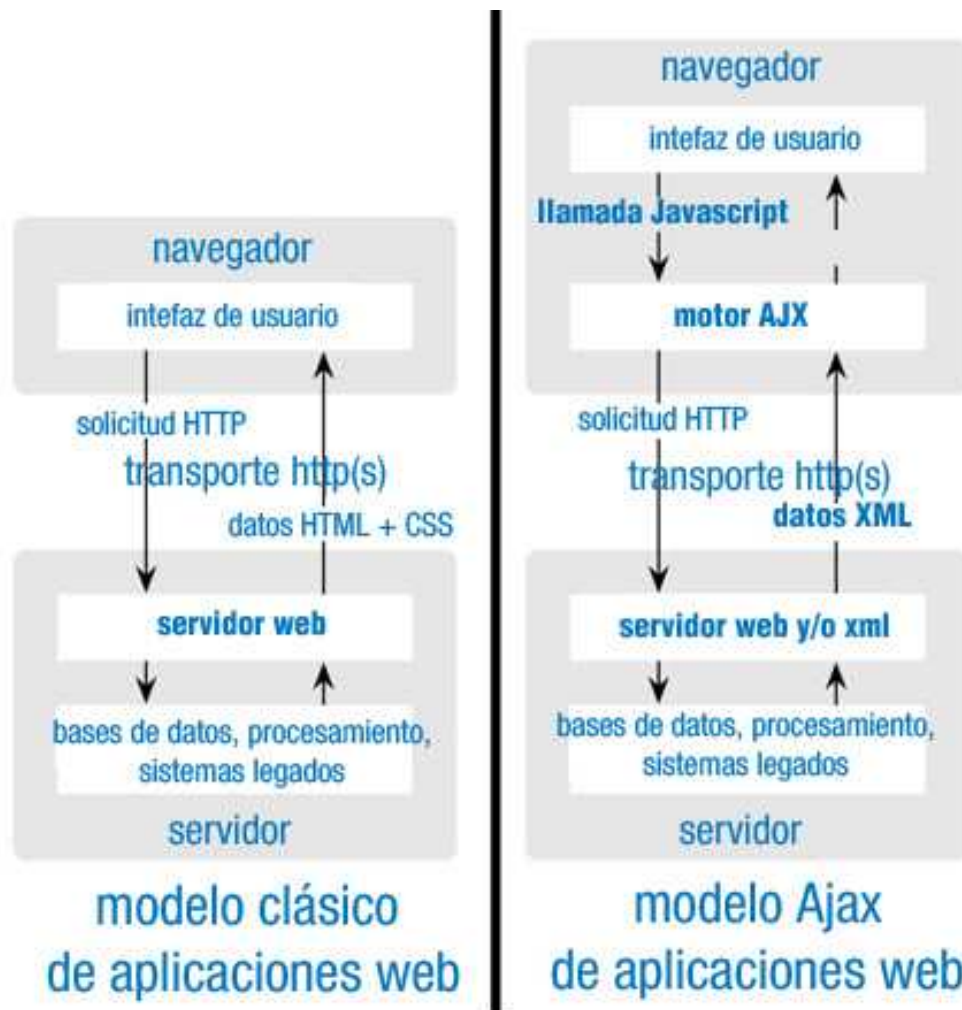 navegador
intefaz de usuario
solicitud HTTP
transporte http(s)
datos HTML + CSS
servidor web
bases de datos, procesamiento,
sistemas legados
servidor
modelo clásico
de aplicaciones web
navegador
intefaz de usuario
llamada Javascript
motor AJX
solicitud HTTP
transporte http(s)
datos XML
servidor web y/o xml
bases de datos, procesamiento,
sistemas legados
servidor
modelo Ajax
de aplicaciones web